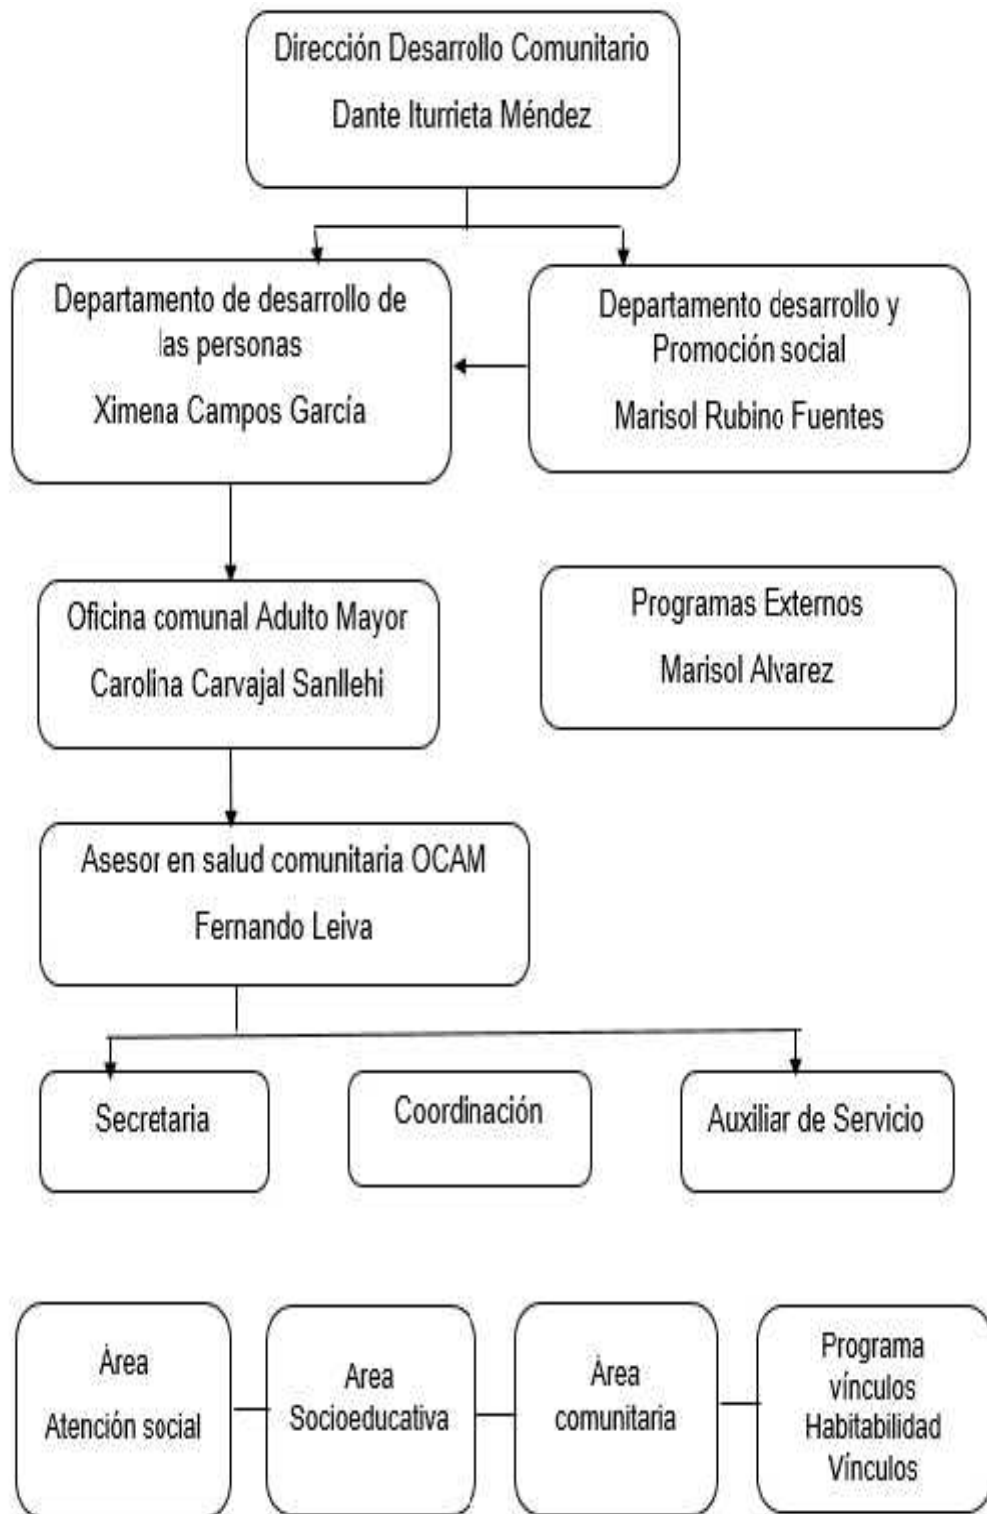 Dirección Desarrollo Comunitario
Dante Iturrieta Méndez
Departamento de desarrollo de
las personas
Ximena Campos García
Departamento desarrollo y
Promoción social
Marisol Rubino Fuentes
Oficina comunal Adulto Mayor
Carolina Carvajal Sanllehi
Programas Externos
Marisol Alvarez
Asesor en salud comunitaria OCAM
Fernando Leiva
Secretaria
Coordinación
Auxiliar de Servicio
Área
Atención social
Area
Socioeducativa
Área
comunitaria
Programa
vínculos
Habitabilidad
Vínculos